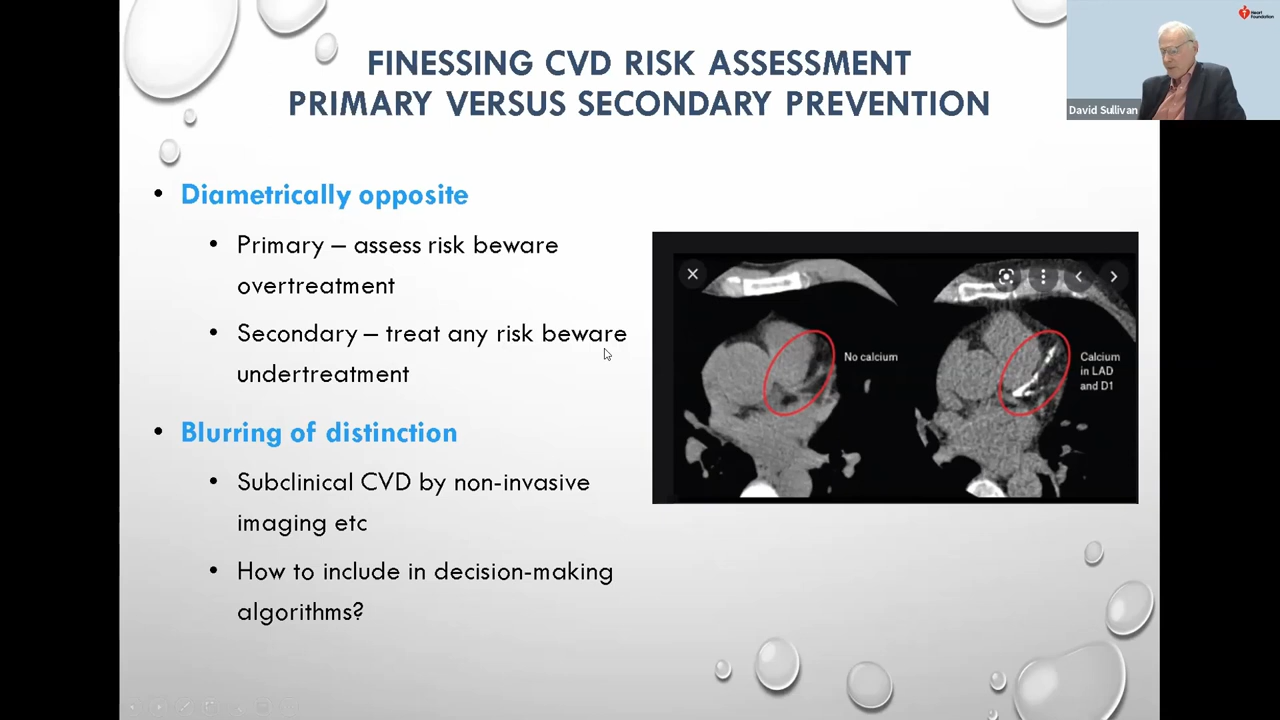 FINESSING CVD RISK ASSESSMENT
PRIMARY VERSUS SECONDARY PREVENTION
Heart
Foundation
David Sullivan
• Diametrically opposite
• Primary – assess risk beware
overtreatment
• Secondary – treat any risk beware
undertreatment
• Blurring of distinction
• Subclinical CVD by non-invasive
imaging etc
• How to include in decision-making
algorithms?
No calcium
Calcium
in LAD
and D1